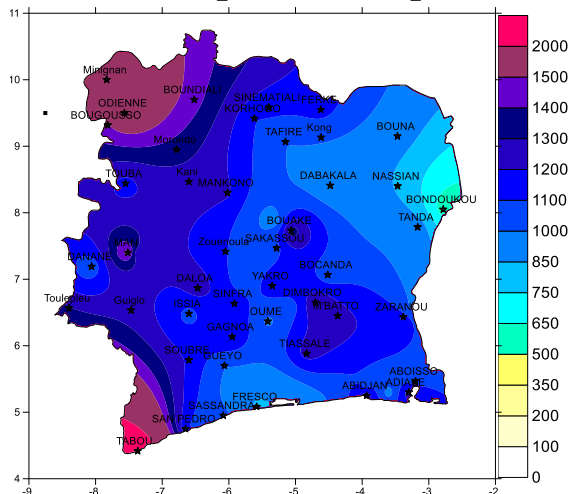 11
10
9
8
7
6
5
4
Minignan
ODIENNE
BOUGOUSSO
BOUNDIALI
SINEMATIALI
KORHOGO
FERKE
TAFIRE
Kong
BOUNA
TOUBA
Kani
MANKONO
DABAKALA
NASSIAN
BONDOUKOU
TANDA
BOUAKE
SAKASSOU
Zouenoula
MAN
DANANE
BOCANDA
YAKRO
DALOA
SINFRA
DIMBOKRO
Toulepleu
Guiglo
ISSIA
OUME
ZARANOU
GAGNOA
TIASSALE
SOUBRE
GUEYO
ABOISSO
ADIAKE
ABIDJAN
FRESCO
SASSANDRA
SAN PEDRO
TABOU
-9
-8
-7
-6
-5
-4
-3
-2
2000
1500
1400
1300
1200
1100
1000
900
850
750
650
500
350
200
100
0